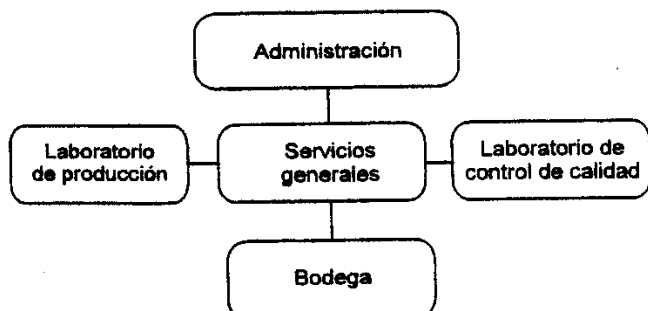 Administración
Laboratorio
de producción
Servicios
generales
Laboratorio de
control de calidad
Bodega